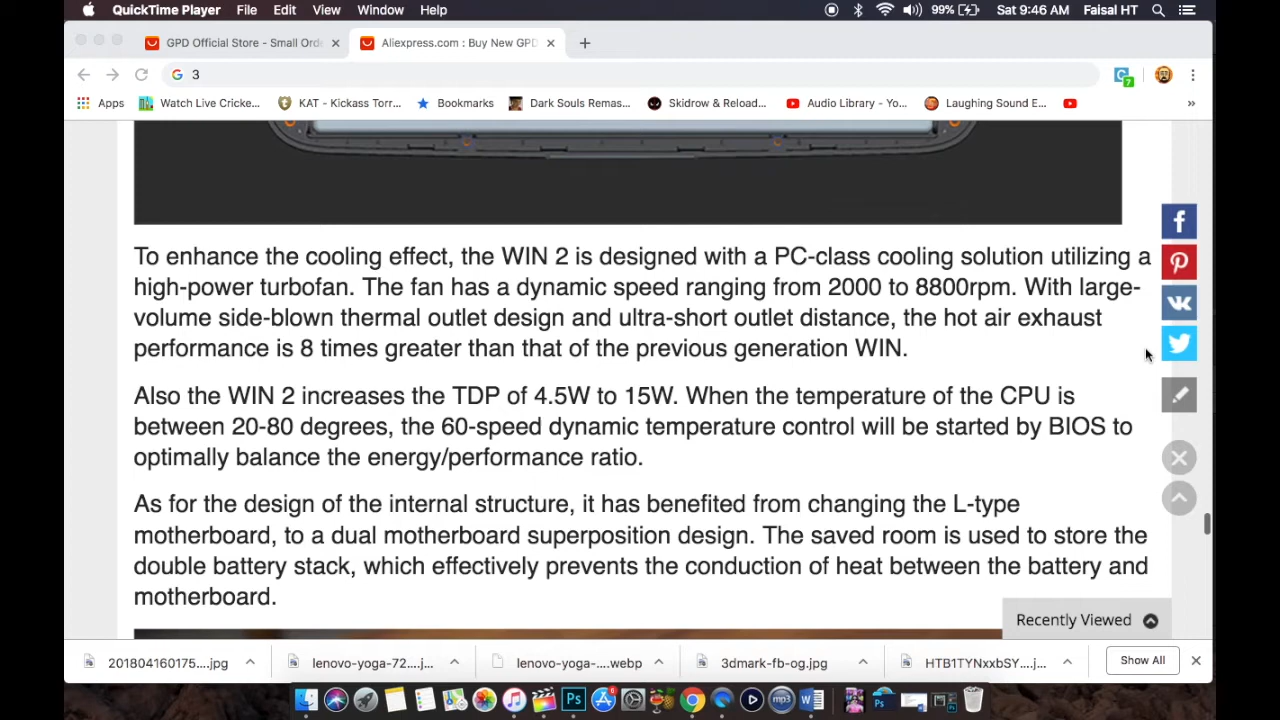 QuickTime Player File Edit View Window Help 99% Sat 9:46 AM Faisal HT
GPD Official Store - Small Ord Aliexpress.com : Buy New GPD
3
7
Apps Watch Live Cricke... KAT - Kickass Torr... Bookmarks Dark Souls Remas... Skidrow & Reload... Audio Library - Yo... Laughing Sound E... »
To enhance the cooling effect, the WIN 2 is designed with a PC-class cooling solution utilizing a
high-power turbofan. The fan has a dynamic speed ranging from 2000 to 8800rpm. With large-
volume side-blown thermal outlet design and ultra-short outlet distance, the hot air exhaust
performance is 8 times greater than that of the previous generation WIN.
Also the WIN 2 increases the TDP of 4.5W to 15W. When the temperature of the CPU is
between 20-80 degrees, the 60-speed dynamic temperature control will be started by BIOS to
optimally balance the energy/performance ratio.
As for the design of the internal structure, it has benefited from changing the L-type
motherboard, to a dual motherboard superposition design. The saved room is used to store the
double battery stack, which effectively prevents the conduction of heat between the battery and
motherboard.
Recently Viewed
201804160175....jpg lenovo-yoga-72...j... lenovo-yoga-....webp 3dmark-fb-og.jpg HTB1TYNxxbSY....j... Show All
Ps mp3 W Ps